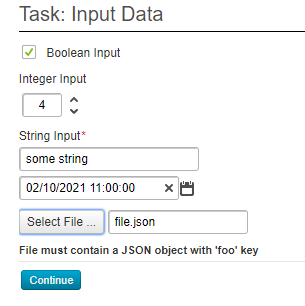 Task: Input Data
Boolean Input
Integer Input
4
String Input*
some string
02/10/2021 11:00:00
Select File ... file.json
File must contain a JSON object with 'foo' key
Continue